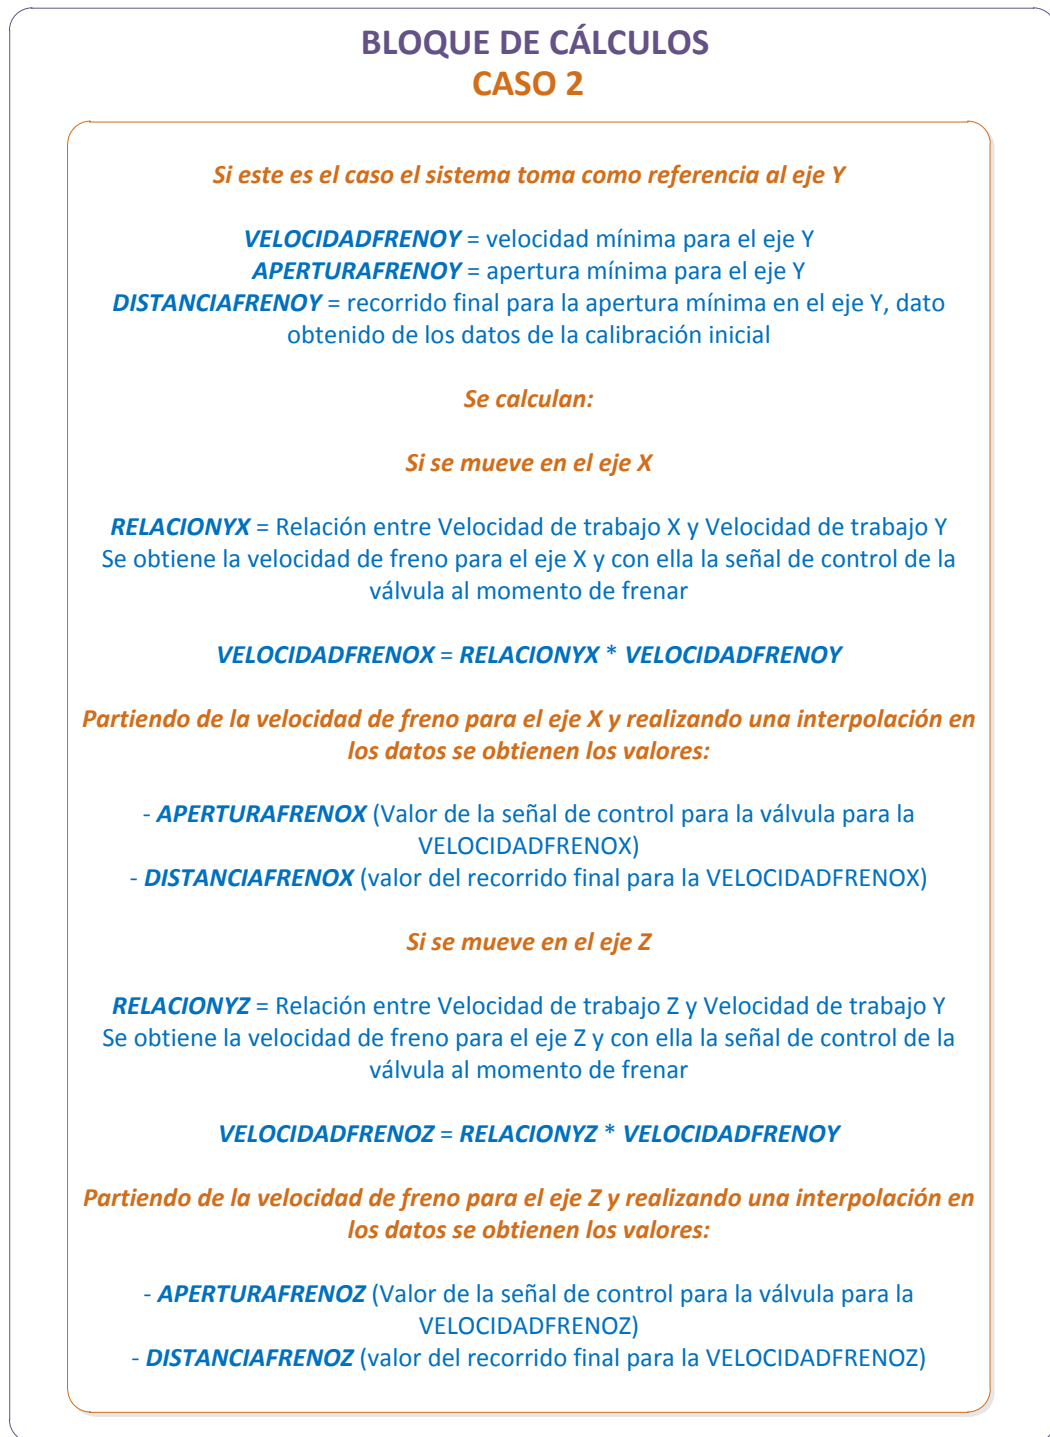 BLOQUE DE CÁLCULOS
CASO 2
Si este es el caso el sistema toma como referencia al eje Y
VELOCIDADFRENOY = velocidad mínima para el eje Y
APERTURAFRENOY = apertura mínima para el eje Y
DISTANCIAFRENOY = recorrido final para la apertura mínima en el eje Y, dato
obtenido de los datos de la calibración inicial
Se calculan:
Si se mueve en el eje X
RELACIONYX = Relación entre Velocidad de trabajo X y Velocidad de trabajo Y
Se obtiene la velocidad de freno para el eje X y con ella la señal de control de la
válvula al momento de frenar
VELOCIDADFRENOX = RELACIONYX * VELOCIDADFRENOY
Partiendo de la velocidad de freno para el eje X y realizando una interpolación en
los datos se obtienen los valores:
- APERTURAFRENOX (Valor de la señal de control para la válvula para la
VELOCIDADFRENOX)
- DISTANCIAFRENOX (valor del recorrido final para la VELOCIDADFRENOX)
Si se mueve en el eje Z
RELACIONYZ = Relación entre Velocidad de trabajo Z y Velocidad de trabajo Y
Se obtiene la velocidad de freno para el eje Z y con ella la señal de control de la
válvula al momento de frenar
VELOCIDADFRENOZ = RELACIONYZ * VELOCIDADFRENOY
Partiendo de la velocidad de freno para el eje Z y realizando una interpolación en
los datos se obtienen los valores:
- APERTURAFRENOZ (Valor de la señal de control para la válvula para la
VELOCIDADFRENOZ)
- DISTANCIAFRENOZ (valor del recorrido final para la VELOCIDADFRENOZ)